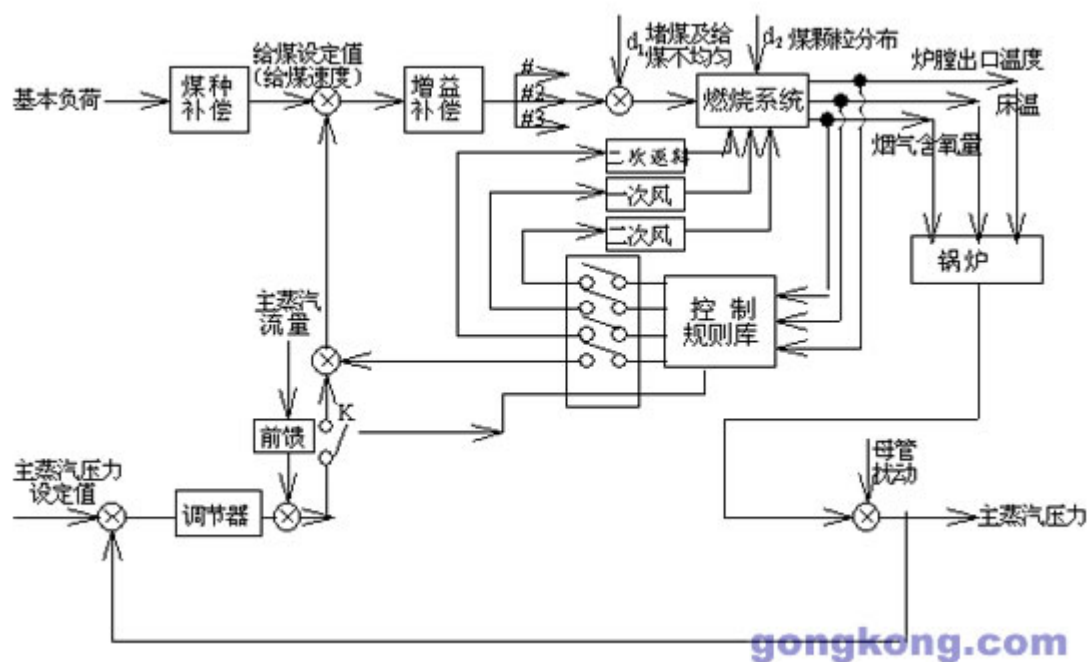 给煤设定值
(给煤速度)
基本负荷
煤种
补偿
增益
补偿
#
#2
#3
d₁
堵煤及给
煤不均匀
d₂ 煤颗粒分布
燃烧系统
炉膛出口温度
床温
烟气含氧量
二次返料
一次风
二次风
锅炉
控制
规则库
主蒸汽
流量
前馈
K
主蒸汽压力
设定值
调节器
母管
扰动
主蒸汽压力
gongkong.com